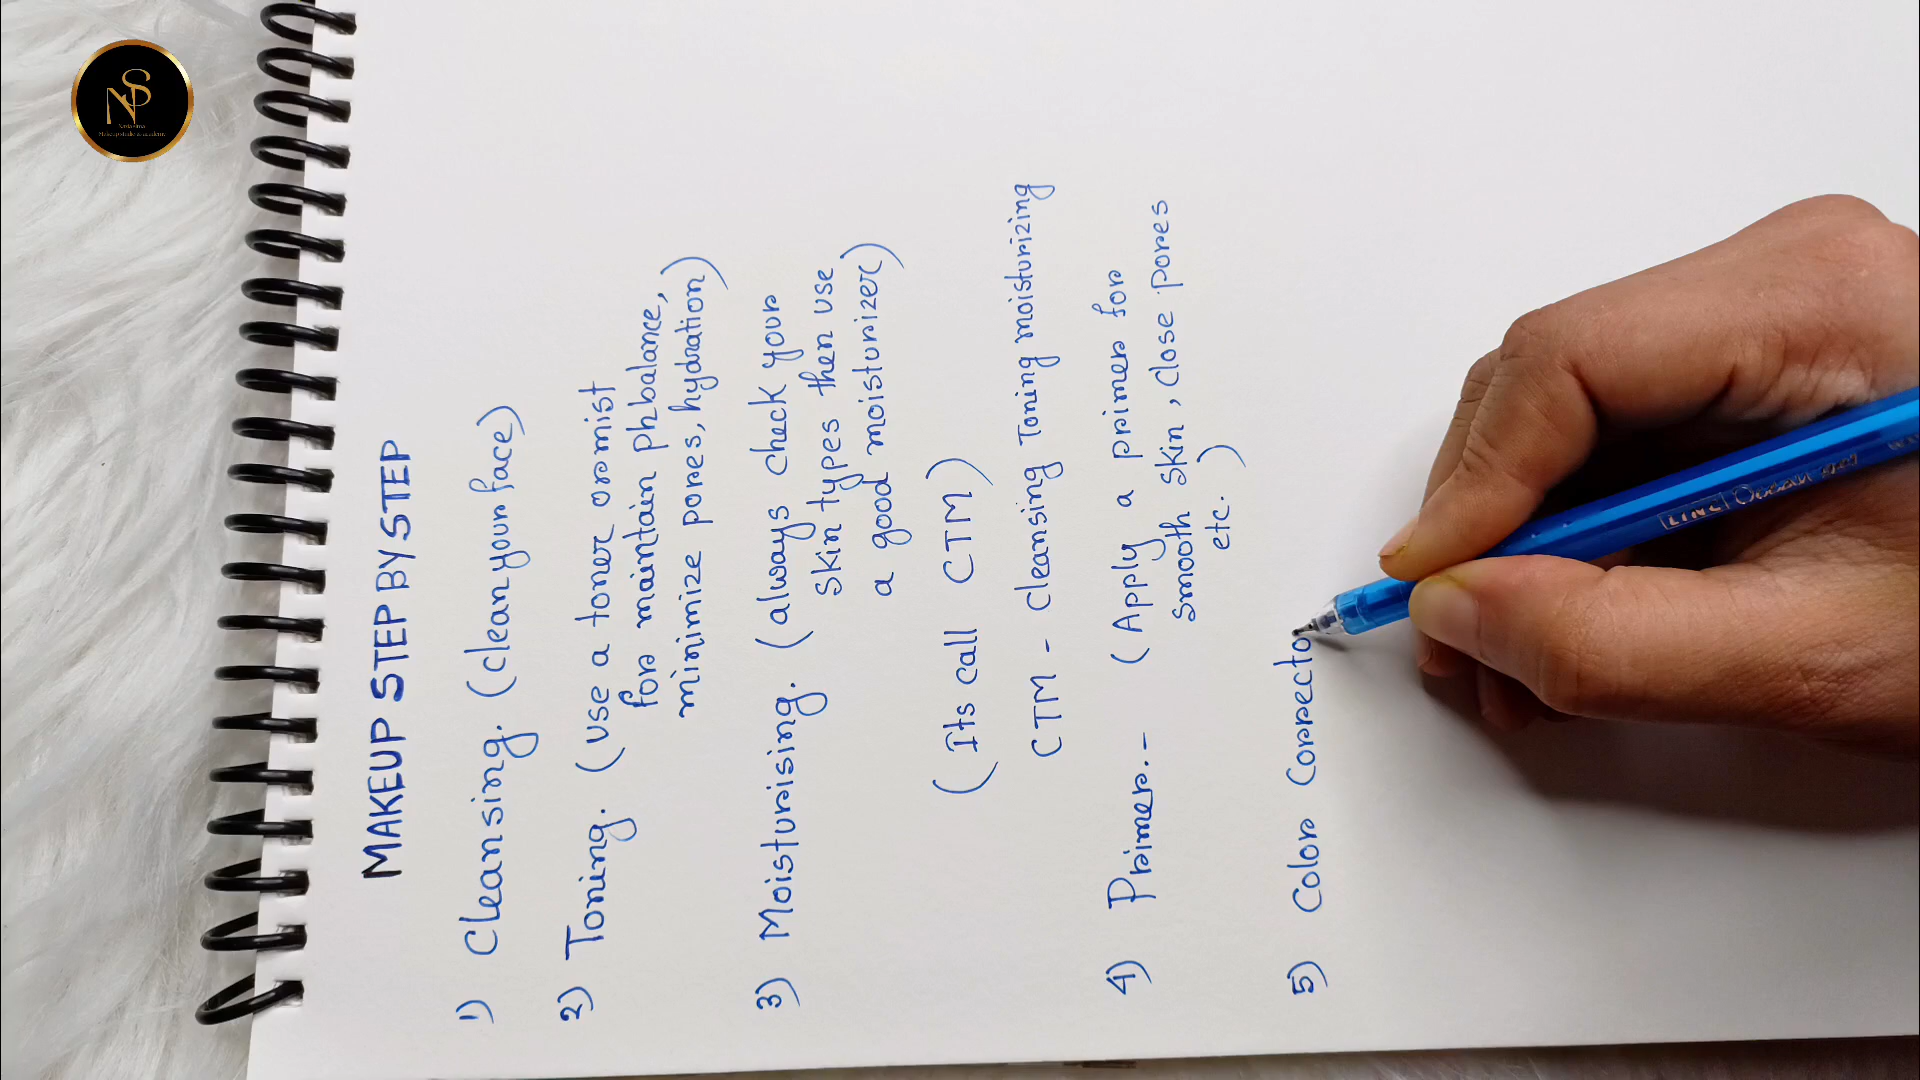 MAKEUP STEP BY STEP
1) Cleansing. (clean your face)
2) Toning. (use a toner or mist
for maintain ph balance,
minimize pores, hydration)
3) Moisturising. (always check your
skin types then use
a good moisturizer)
(Its call CTM)
CTM - cleansing Toning moisturizing
4) Primer. - (Apply a primer for
smooth skin, close pores
etc.)
5) Color Correcto
NS